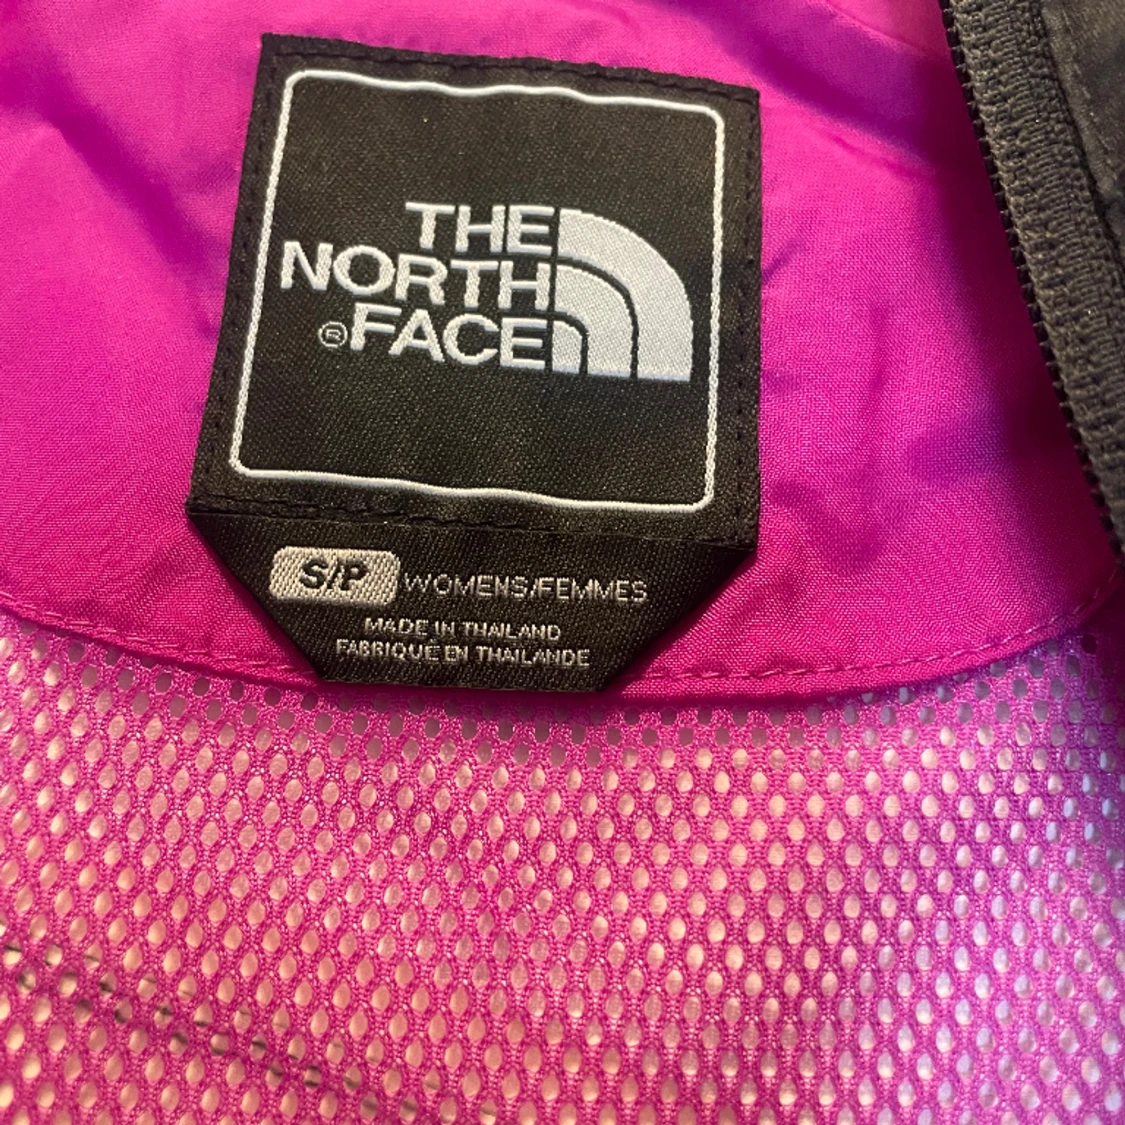 THE
NORTH
®FACE
S/P WOMENS/FEMMES
MADE IN THAILAND
FABRIQUE EN THAILANDE